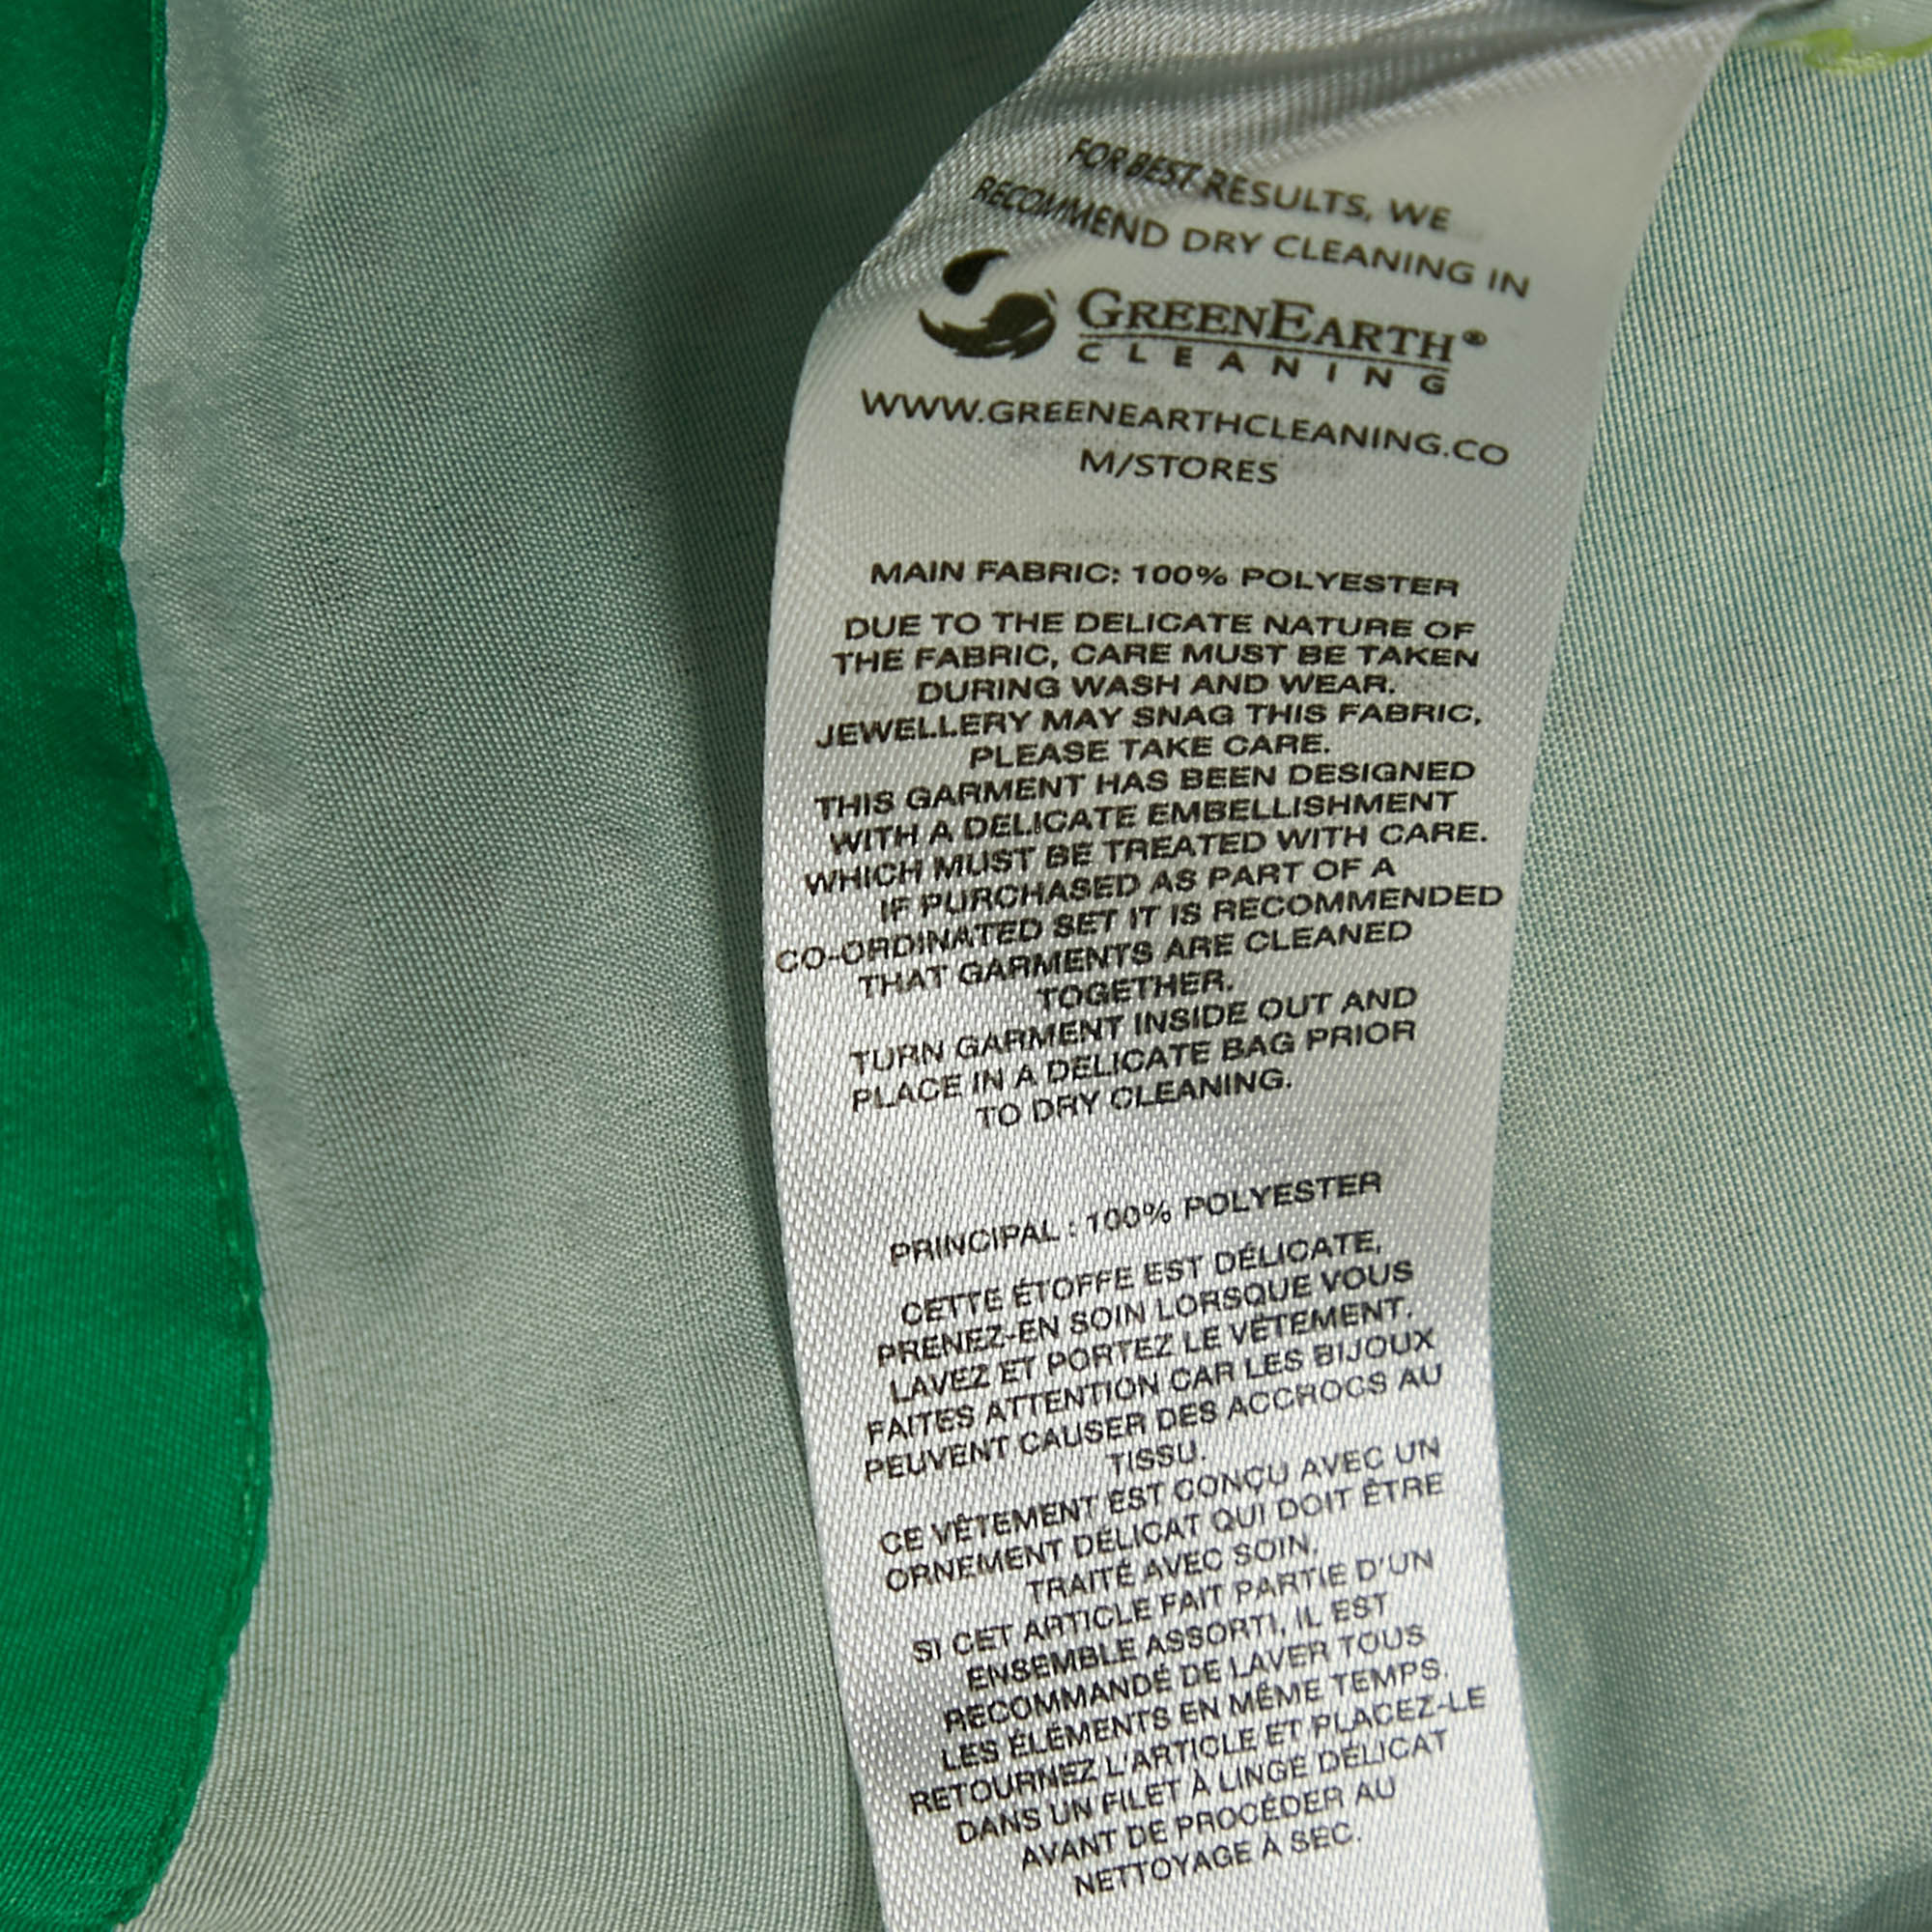 FOR BEST RESULTS, WE
RECOMMEND DRY CLEANING IN
GREENEARTH®
CLEANING
WWW.GREENEARTHCLEANING.CO
M/STORES
MAIN FABRIC: 100% POLYESTER
DUE TO THE DELICATE NATURE OF
THE FABRIC, CARE MUST BE TAKEN
DURING WASH AND WEAR.
JEWELLERY MAY SNAG THIS FABRIC,
PLEASE TAKE CARE.
THIS GARMENT HAS BEEN DESIGNED
WITH A DELICATE EMBELLISHMENT
WHICH MUST BE TREATED WITH CARE.
IF PURCHASED AS PART OF A
CO-ORDINATED SET IT IS RECOMMENDED
THAT GARMENTS ARE CLEANED
TOGETHER.
TURN GARMENT INSIDE OUT AND
PLACE IN A DELICATE BAG PRIOR
TO DRY CLEANING.
PRINCIPAL : 100% POLYESTER
CETTE ÉTOFFE EST DÉLICATE,
PRENEZ-EN SOIN LORSQUE VOUS
LAVEZ ET PORTEZ LE VÊTEMENT.
FAITES ATTENTION CAR LES BIJOUX
PEUVENT CAUSER DES ACCROCS AU
TISSU.
CE VÊTEMENT EST CONÇU AVEC UN
ORNEMENT DÉLICAT QUI DOIT ÊTRE
TRAITÉ AVEC SOIN.
SI CET ARTICLE FAIT PARTIE D'UN
ENSEMBLE ASSORTI, IL EST
RECOMMANDÉ DE LAVER TOUS
LES ÉLÉMENTS EN MÊME TEMPS.
RETOURNEZ L'ARTICLE ET PLACEZ-LE
DANS UN FILET À LINGE DÉLICAT
AVANT DE PROCÉDER AU
NETTOYAGE À SEC.